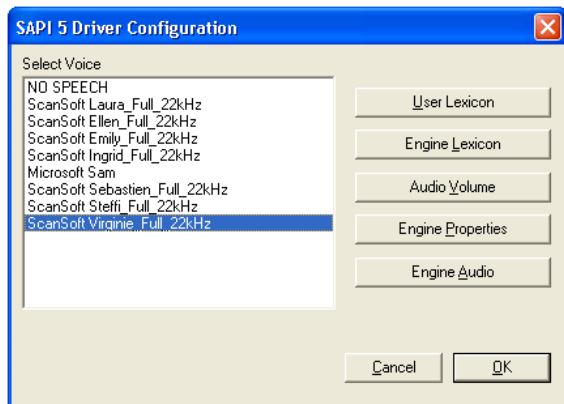 SAPI 5 Driver Configuration
Select Voice
NO SPEECH
ScanSoft Laura_Full_22kHz
ScanSoft Ellen_Full_22kHz
ScanSoft Emily_Full_22kHz
ScanSoft Ingrid_Full_22kHz
Microsoft Sam
ScanSoft Sebastien_Full_22kHz
ScanSoft Steffi_Full_22kHz
ScanSoft Virginie_Full_22kHz
User Lexicon
Engine Lexicon
Audio Volume
Engine Properties
Engine Audio
Cancel
OK